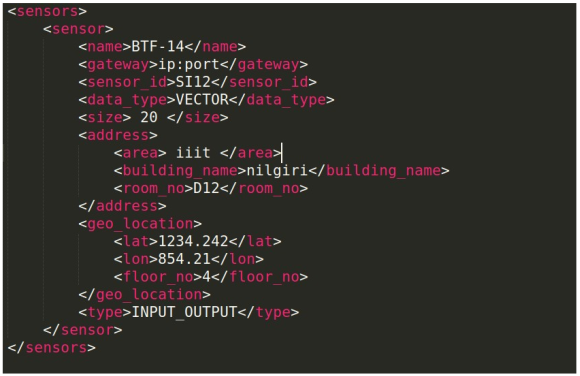 <sensors>
    <sensor>
        <name>BTF-14</name>
        <gateway>ip:port</gateway>
        <sensor_id>SI12</sensor_id>
        <data_type>VECTOR</data_type>
        <size> 20 </size>
        <address>
            <area> iiit </area>
            <building_name>nilgiri</building_name>
            <room_no>D12</room_no>
        </address>
        <geo_location>
            <lat>1234.242</lat>
            <lon>854.21</lon>
            <floor_no>4</floor_no>
        </geo_location>
        <type>INPUT_OUTPUT</type>
    </sensor>
</sensors>